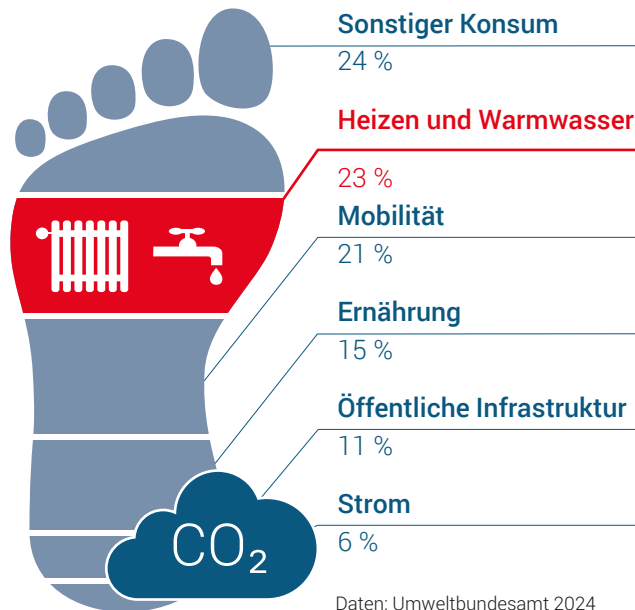 Sonstiger Konsum
24 %
Heizen und Warmwasser
23 %
Mobilität
21 %
Ernährung
15 %
Öffentliche Infrastruktur
11 %
Strom
6 %
CO₂
Daten: Umweltbundesamt 2024